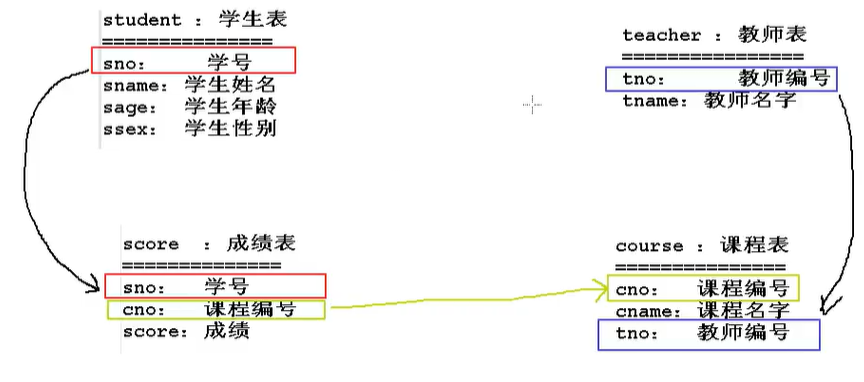 student : 学生表
===============
sno: 学号
sname: 学生姓名
sage: 学生年龄
ssex: 学生性别
teacher : 教师表
================
tno: 教师编号
tname: 教师名字
score : 成绩表
==============
sno: 学号
cno: 课程编号
score: 成绩
course : 课程表
===============
cno: 课程编号
cname: 课程名字
tno: 教师编号